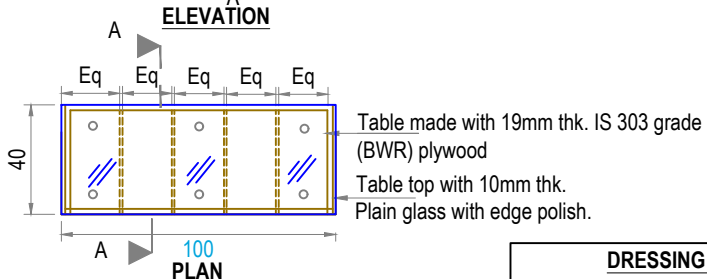 A
ELEVATION
A
Eq Eq Eq Eq Eq
40
Table made with 19mm thk. IS 303 grade
(BWR) plywood
Table top with 10mm thk.
Plain glass with edge polish.
A
100
PLAN
DRESSING